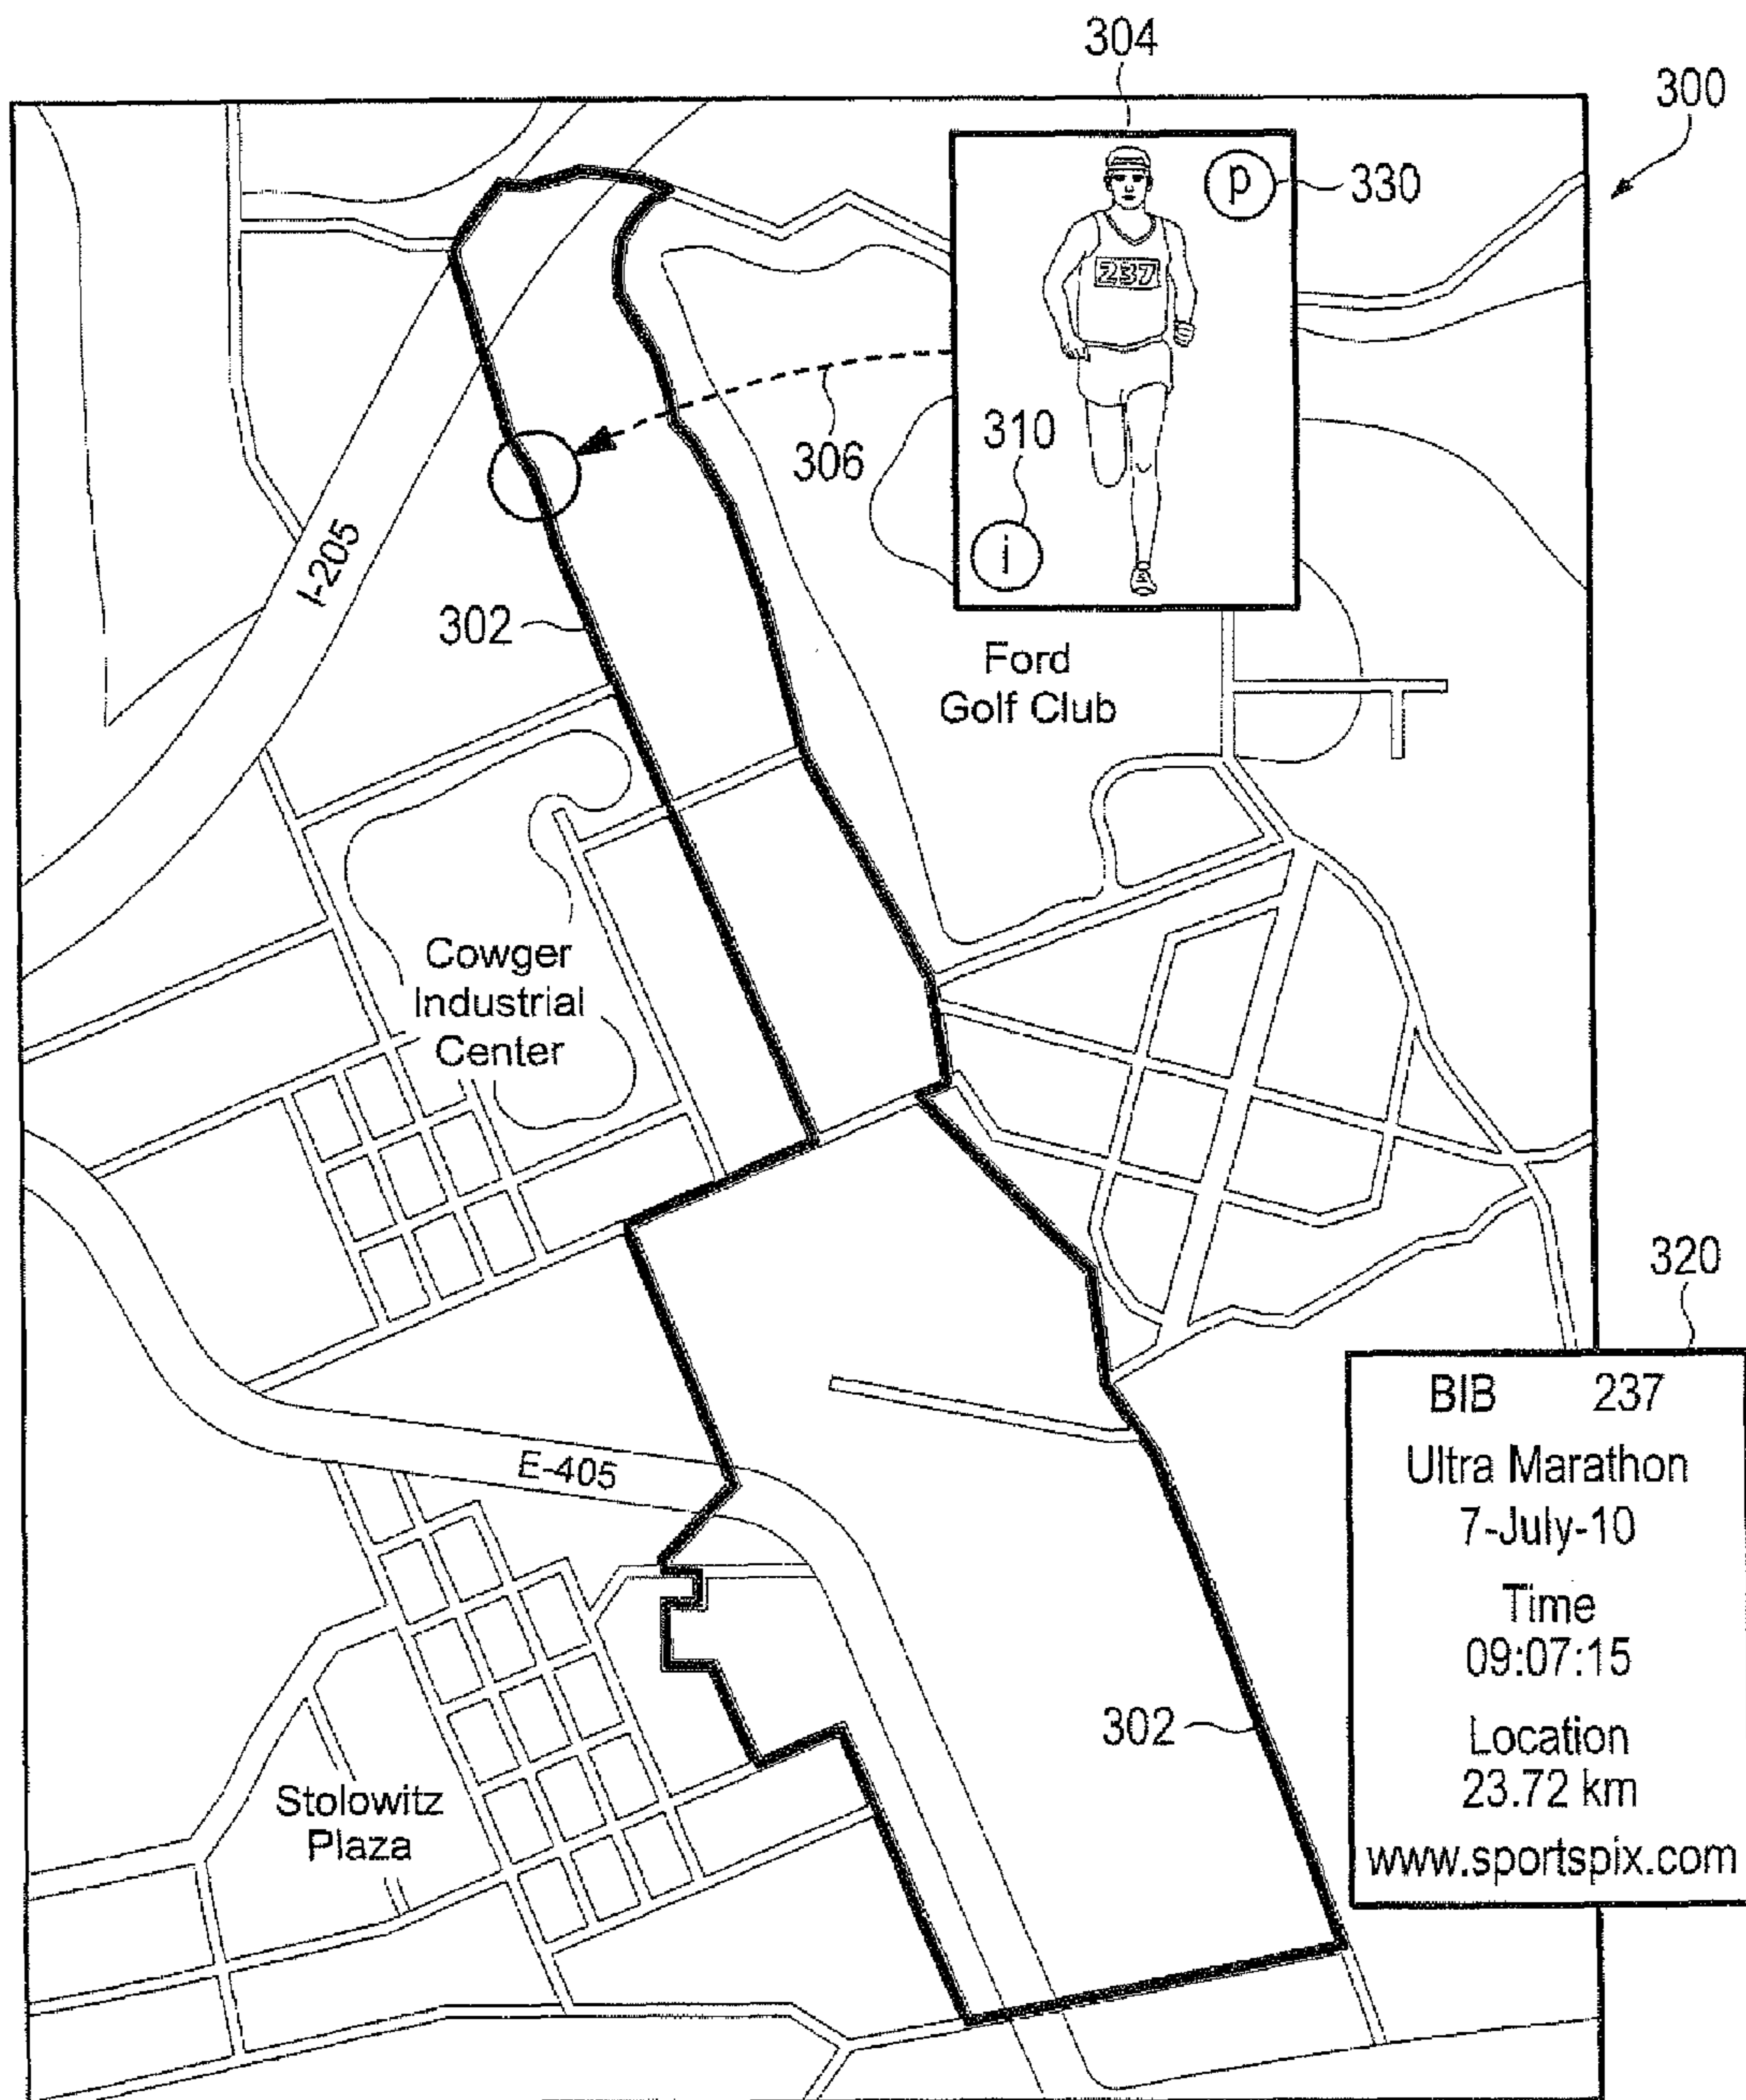 304
300
p
330
237
310
306
i
I-205
302
Ford
Golf Club
Cowger
Industrial
Center
320
BIB 237
Ultra Marathon
7-July-10
Time
09:07:15
Location
23.72 km
www.sportspix.com
E-405
302
Stolowitz
Plaza